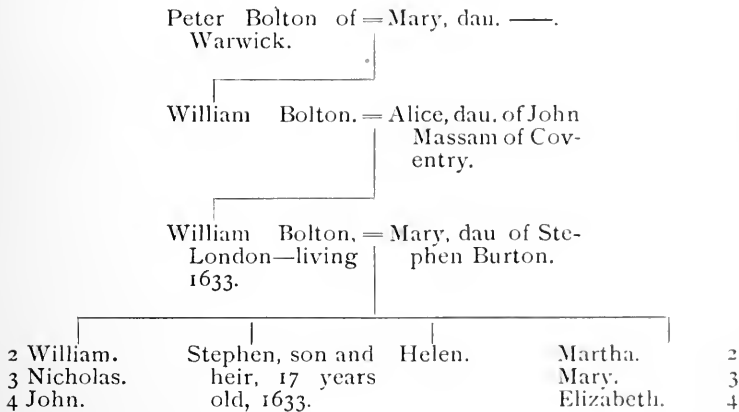 Peter Bolton of = Mary, dau. ——.
Warwick.
William Bolton. = Alice, dau. of John
Massam of Cov-
entry.
William Bolton, = Mary, dau of Ste-
London—living phen Burton.
1633.
2 William. Stephen, son and Helen. Martha. 2
3 Nicholas. heir, 17 years Mary. 3
4 John. old, 1633. Elizabeth. 4